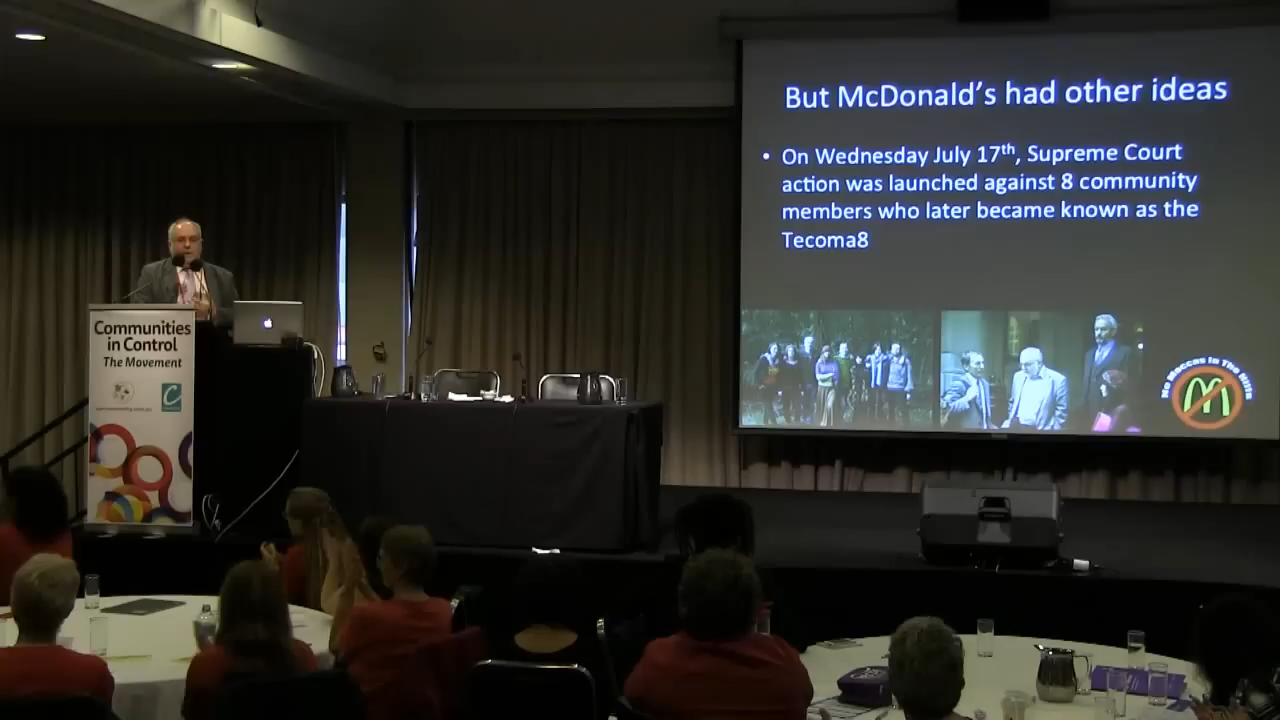 But McDonald's had other ideas
• On Wednesday July 17th, Supreme Court
action was launched against 8 community
members who later became known as the
Tecoma8
No Maccas In The Hills
Communities
in Control
The Movement